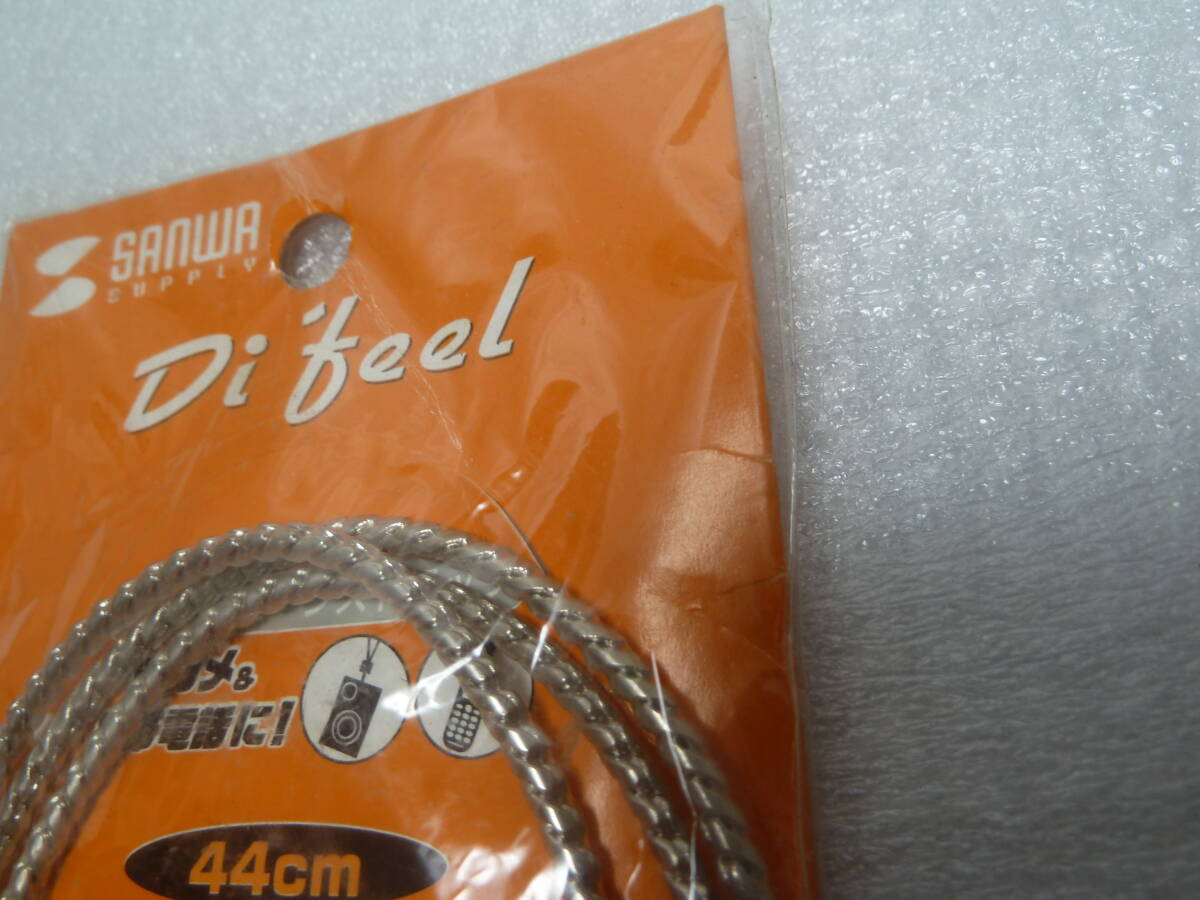 SANWA
SUPPLY
Di feel
メ&
電話に!
44cm